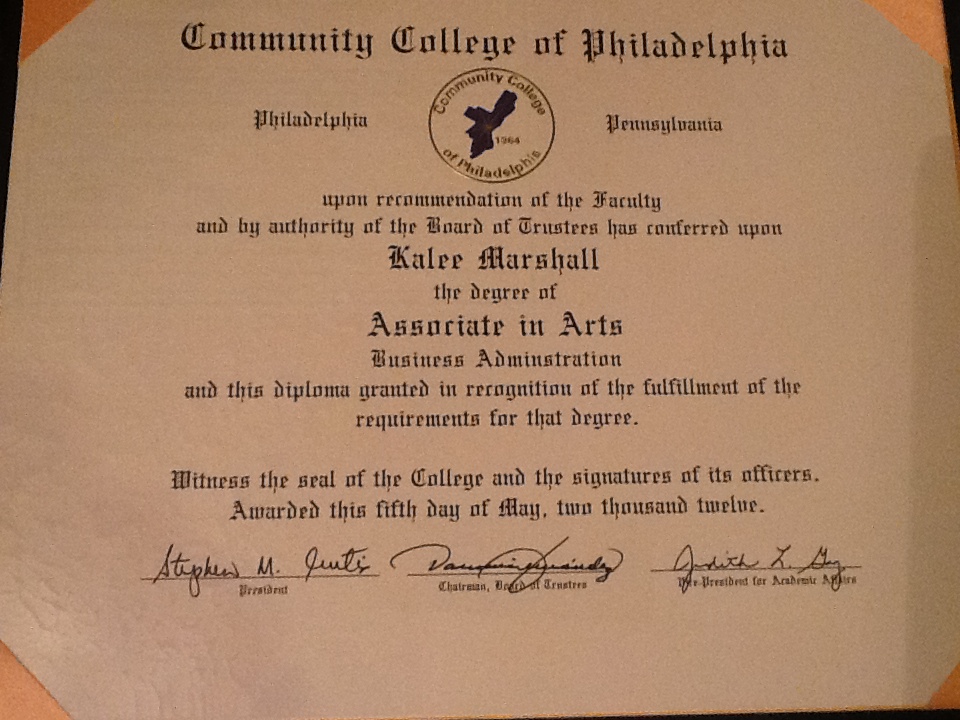 Community College of Philadelphia
Philadelphia
Community College
1964
of Philadelphia
Pennsylvania
upon recommendation of the Faculty
and by authority of the Board of Trustees has conferred upon
Kalee Marshall
the degree of
Associate in Arts
Business Adminstration
and this diploma granted in recognition of the fulfillment of the
requirements for that degree.
Witness the seal of the College and the signatures of its officers.
Awarded this fifth day of May, two thousand twelve.
Stephen M. Curtis
Judith L. Gay
President
Chairman, Board of Trustees
Vice-President for Academic Affairs